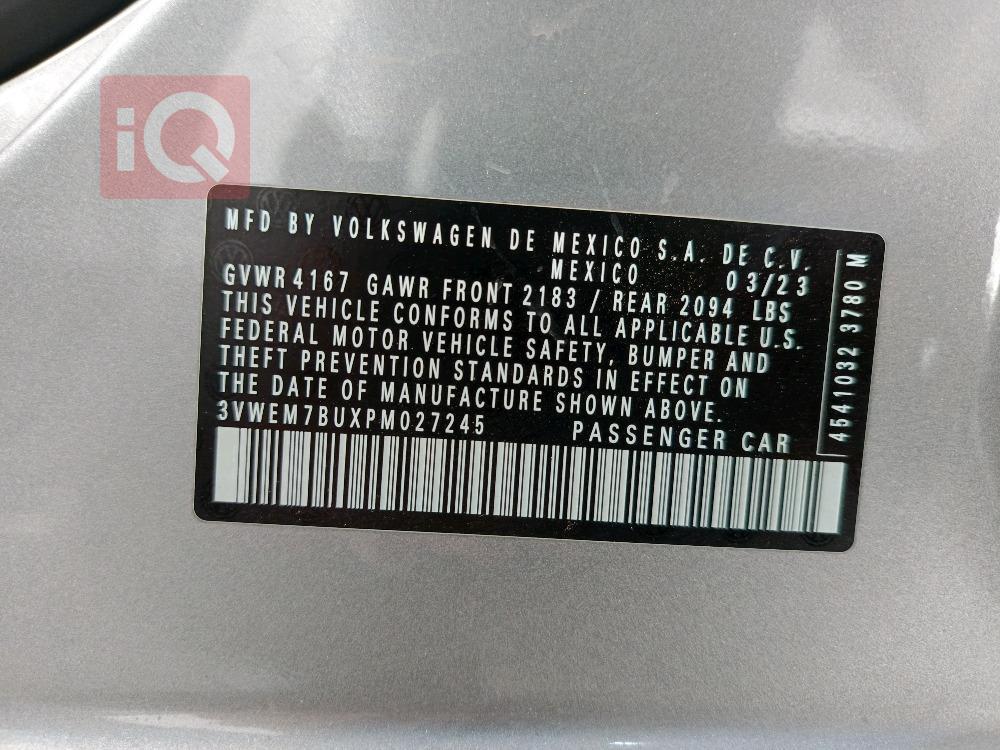 iQ
MFD BY VOLKSWAGEN DE MEXICO S.A. DE C.V.
MEXICO 03/23
GVWR 4167 GAWR FRONT 2183 / REAR 2094 LBS
THIS VEHICLE CONFORMS TO ALL APPLICABLE U.S.
FEDERAL MOTOR VEHICLE SAFETY, BUMPER AND
THEFT PREVENTION STANDARDS IN EFFECT ON
THE DATE OF MANUFACTURE SHOWN ABOVE.
3VWEM7BUXPM027245 PASSENGER CAR
4541032 3780 M